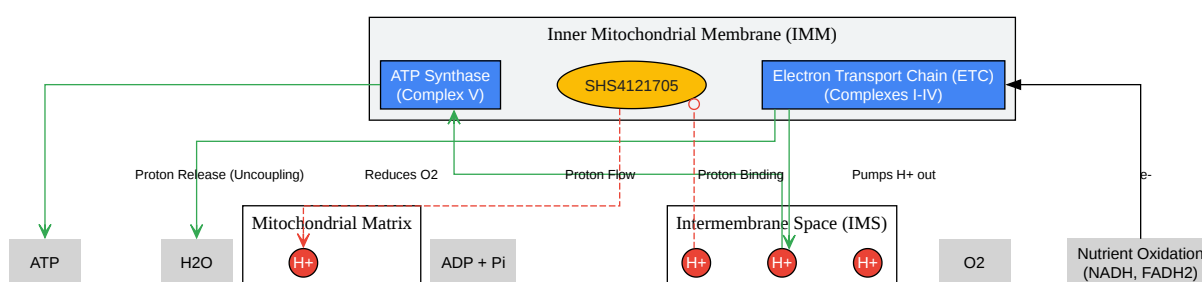 Inner Mitochondrial Membrane (IMM)
ATP Synthase
(Complex V)
SHS4121705
Electron Transport Chain (ETC)
(Complexes I-IV)
Proton Release (Uncoupling)
Reduces O2
Proton Flow
Proton Binding
Pumps H+ out
e-
Mitochondrial Matrix
Intermembrane Space (IMS)
ATP
H2O
H+
ADP + Pi
H+
H+
H+
O2
Nutrient Oxidation
(NADH, FADH2)